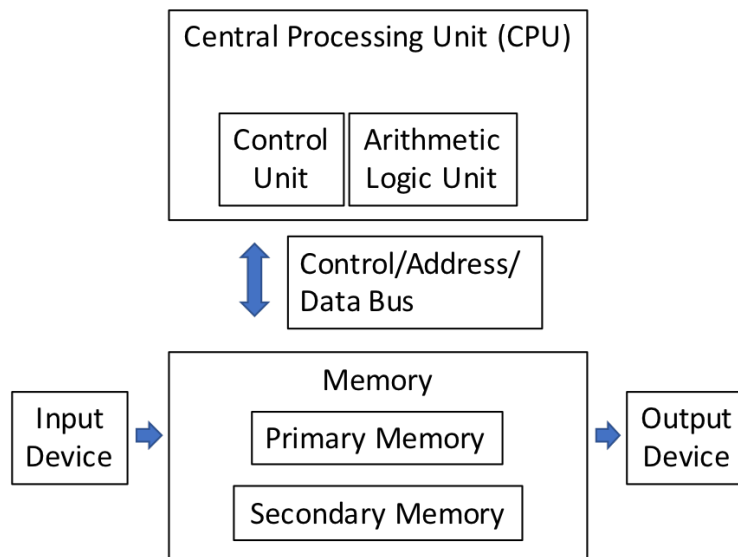 Central Processing Unit (CPU)
Control
Unit
Arithmetic
Logic Unit
Control/Address/
Data Bus
Memory
Input
Device
Primary Memory
Secondary Memory
Output
Device